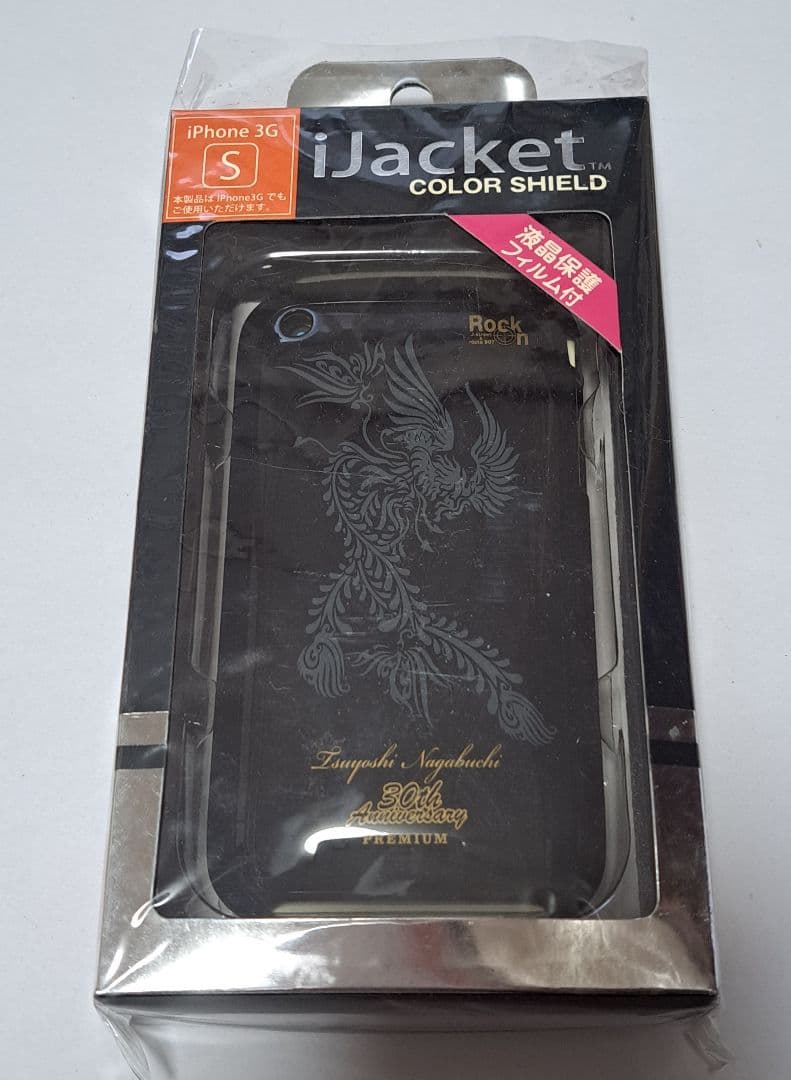 iPhone 3G
S
本製品は iPhone3G でも
ご使用いただけます。
iJacket™
COLOR SHIELD
液晶保護
フィルム付
Rock
On
Tsuyoshi Nagabuchi
30th
Anniversary
PREMIUM